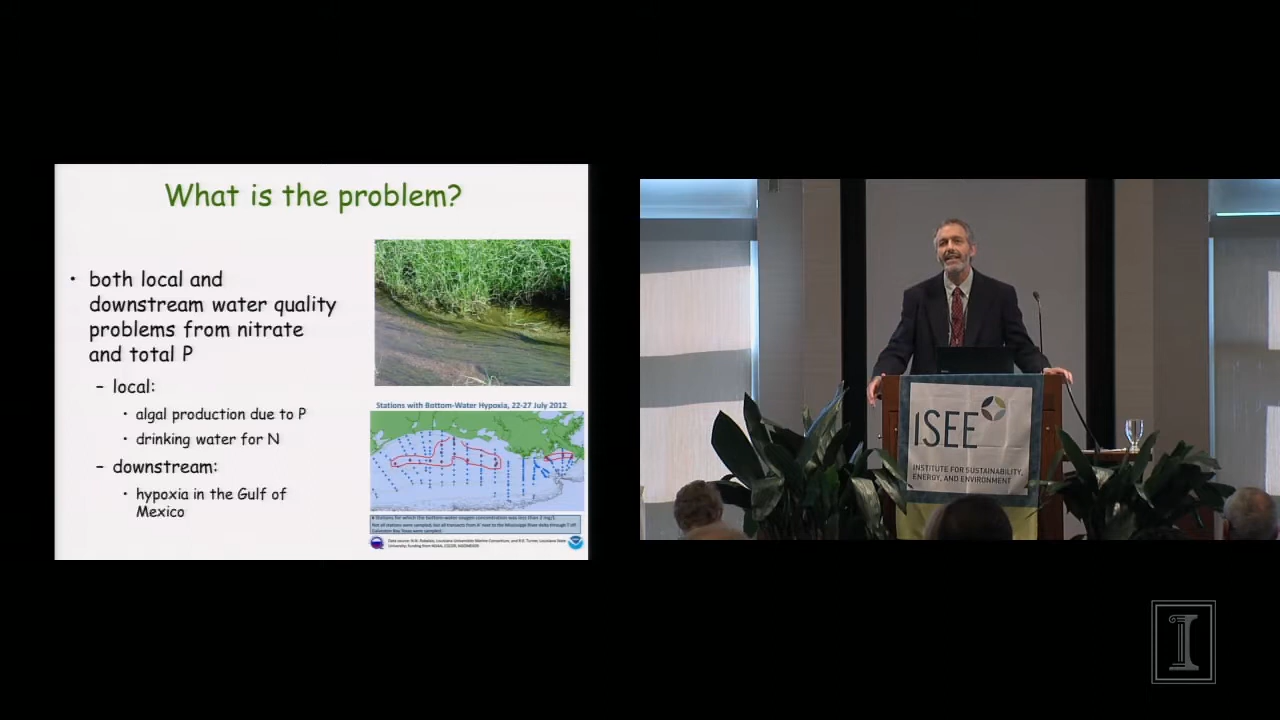 What is the problem?
• both local and
downstream water quality
problems from nitrate
and total P
– local:
• algal production due to P
• drinking water for N
– downstream:
• hypoxia in the Gulf of
Mexico
Stations with Bottom-Water Hypoxia, 22-27 July 2012
ISEE
INSTITUTE FOR SUSTAINABILITY,
ENERGY, AND ENVIRONMENT
I